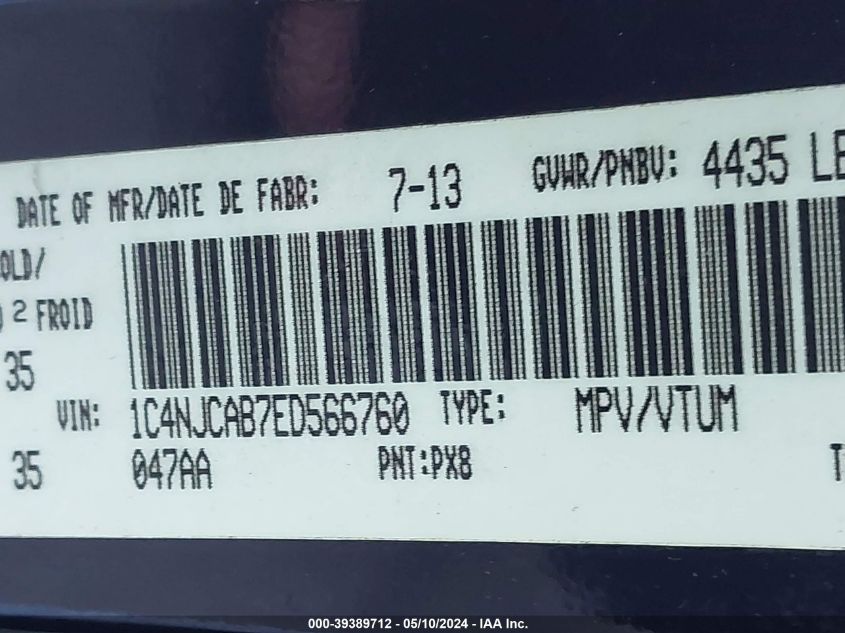 DATE OF MFR/DATE DE FABR: 7-13 GVWR/PNBV: 4435 LB
OLD/
2 FROID
35
VIN: 1C4NJCAB7ED566760 TYPE: MPV/VTUM
35 047AA PNT:PX8
000-39389712 - 05/10/2024 - IAA Inc.